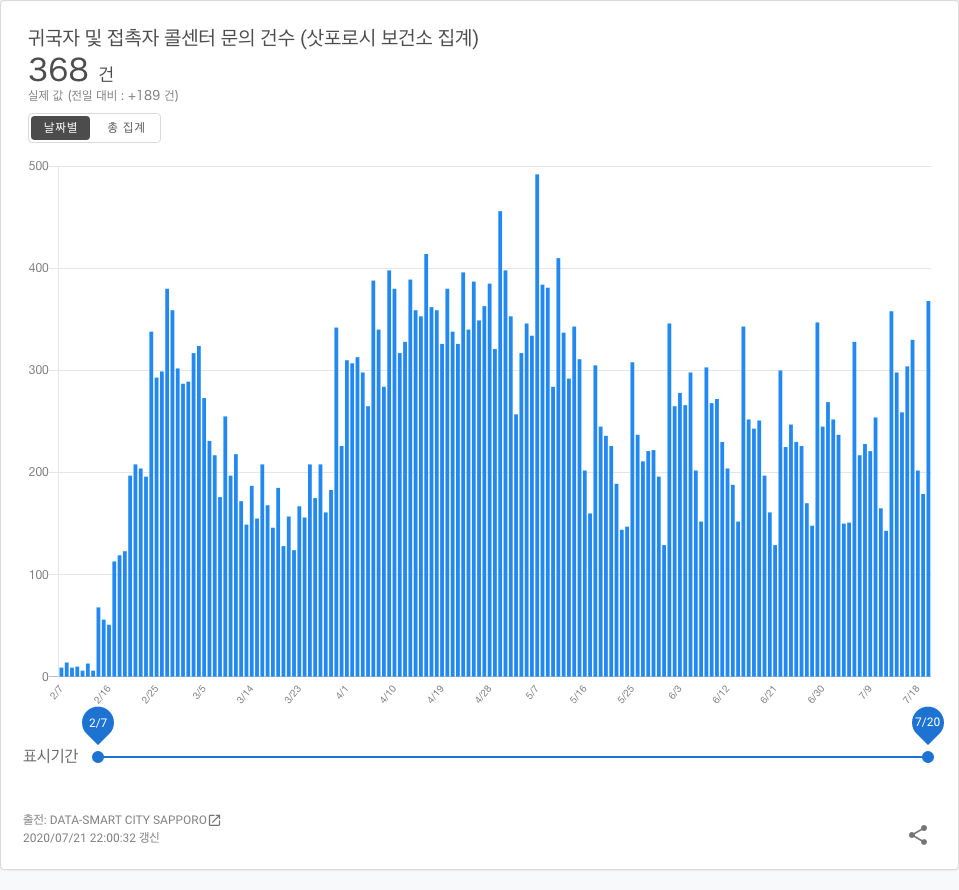 귀국자 및 접촉자 콜센터 문의 건수 (삿포로시 보건소 집계)
368 건
실제 값 (전일 대비 : +189 건)
날짜별 총 집계
500
400
300
200
100
0
2/7 2/16 2/25 3/5 3/14 3/23 4/1 4/10 4/19 4/28 5/7 5/16 5/25 6/3 6/12 6/21 6/30 7/9 7/18
2/7 7/20
표시기간
출전: DATA-SMART CITY SAPPORO
2020/07/21 22:00:32 갱신